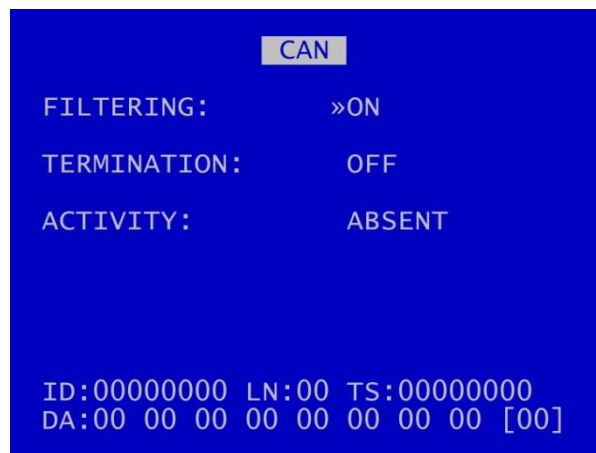 CAN
FILTERING: »ON
TERMINATION: OFF
ACTIVITY: ABSENT
ID:00000000 LN:00 TS:00000000
DA:00 00 00 00 00 00 00 00 [00]